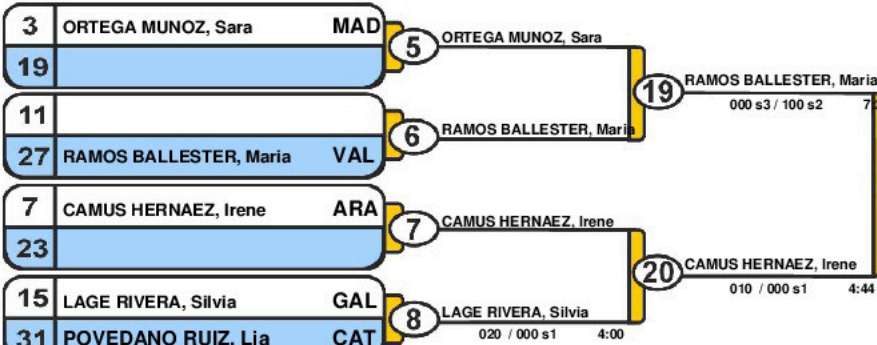 3 ORTEGA MUNOZ, Sara MAD
19
5 ORTEGA MUNOZ, Sara
11
27 RAMOS BALLESTER, Maria VAL
6 RAMOS BALLESTER, Maria
19 RAMOS BALLESTER, Maria
000 s3 / 100 s2
7 CAMUS HERNAEZ, Irene ARA
23
7 CAMUS HERNAEZ, Irene
15 LAGE RIVERA, Silvia GAL
31 POVEDANO RUIZ, Lia CAT
8 LAGE RIVERA, Silvia
020 / 000 s1 4:00
20 CAMUS HERNAEZ, Irene
010 / 000 s1 4:44